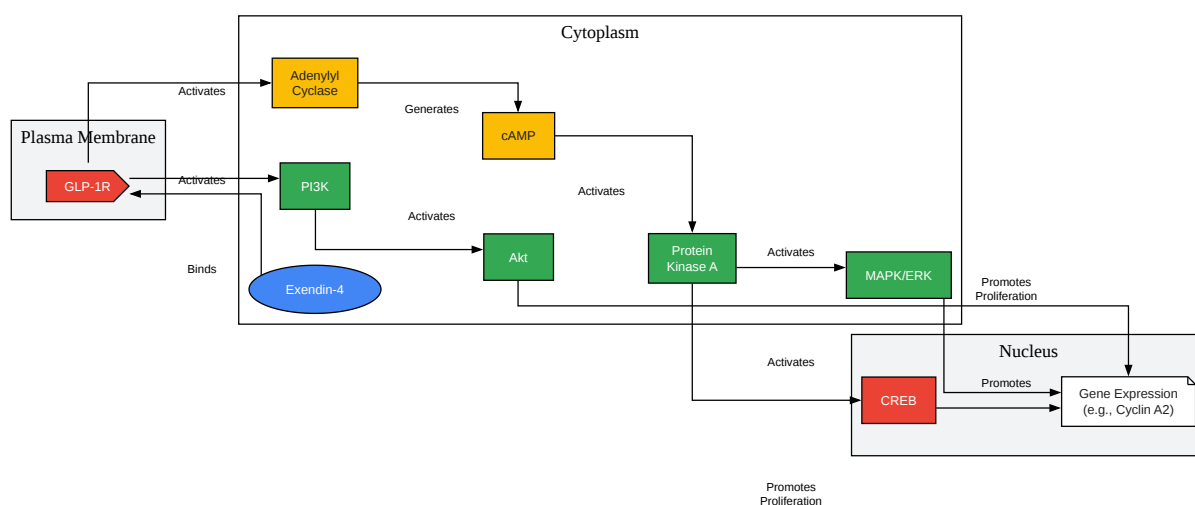 Cytoplasm
Adenylyl
Cyclase
Activates
Generates
Plasma Membrane
cAMP
GLP-1R
Activates
PI3K
Activates
Activates
Akt
Protein
Kinase A
Activates
MAPK/ERK
Binds
Exendin-4
Promotes
Proliferation
Nucleus
Activates
CREB
Promotes
Gene Expression
(e.g., Cyclin A2)
Promotes
Proliferation